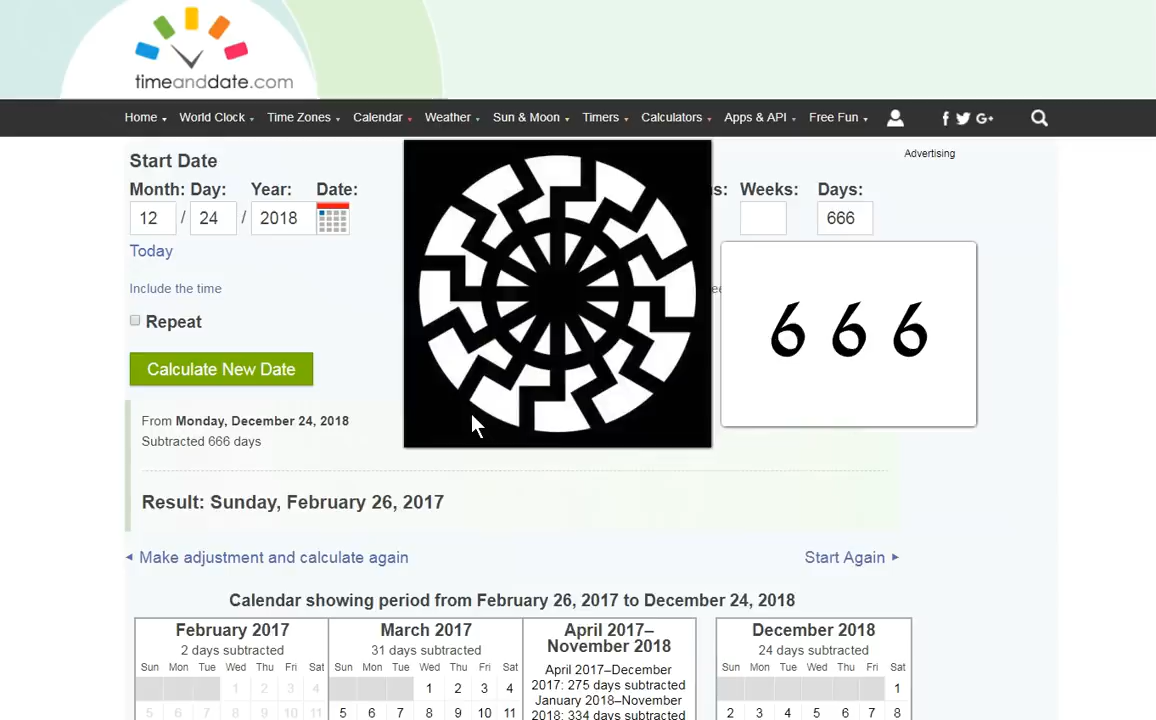 timeanddate.com
Home World Clock Time Zones Calendar Weather Sun & Moon Timers Calculators Apps & API Free Fun
Advertising
Start Date
Month: Day: Year: Date: Weeks: Days:
12 / 24 / 2018 666
Today
Include the time
Repeat
666
Calculate New Date
From Monday, December 24, 2018
Subtracted 666 days
Result: Sunday, February 26, 2017
Make adjustment and calculate again Start Again
Calendar showing period from February 26, 2017 to December 24, 2018
February 2017
2 days subtracted
Sun Mon Tue Wed Thu Fri Sat
1 2 3 4
5 6 7 8 9 10 11
March 2017
31 days subtracted
Sun Mon Tue Wed Thu Fri Sat
1 2 3 4
5 6 7 8 9 10 11
April 2017–
November 2018
April 2017–December
2017: 275 days subtracted
January 2018–November
2018: 334 days subtracted
December 2018
24 days subtracted
Sun Mon Tue Wed Thu Fri Sat
1
2 3 4 5 6 7 8